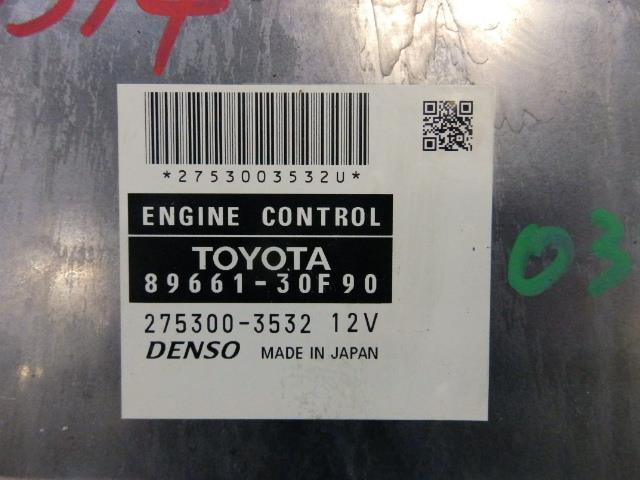 *2753003532U*
ENGINE CONTROL
TOYOTA
89661-30F90
275300-3532 12V
DENSO MADE IN JAPAN
03